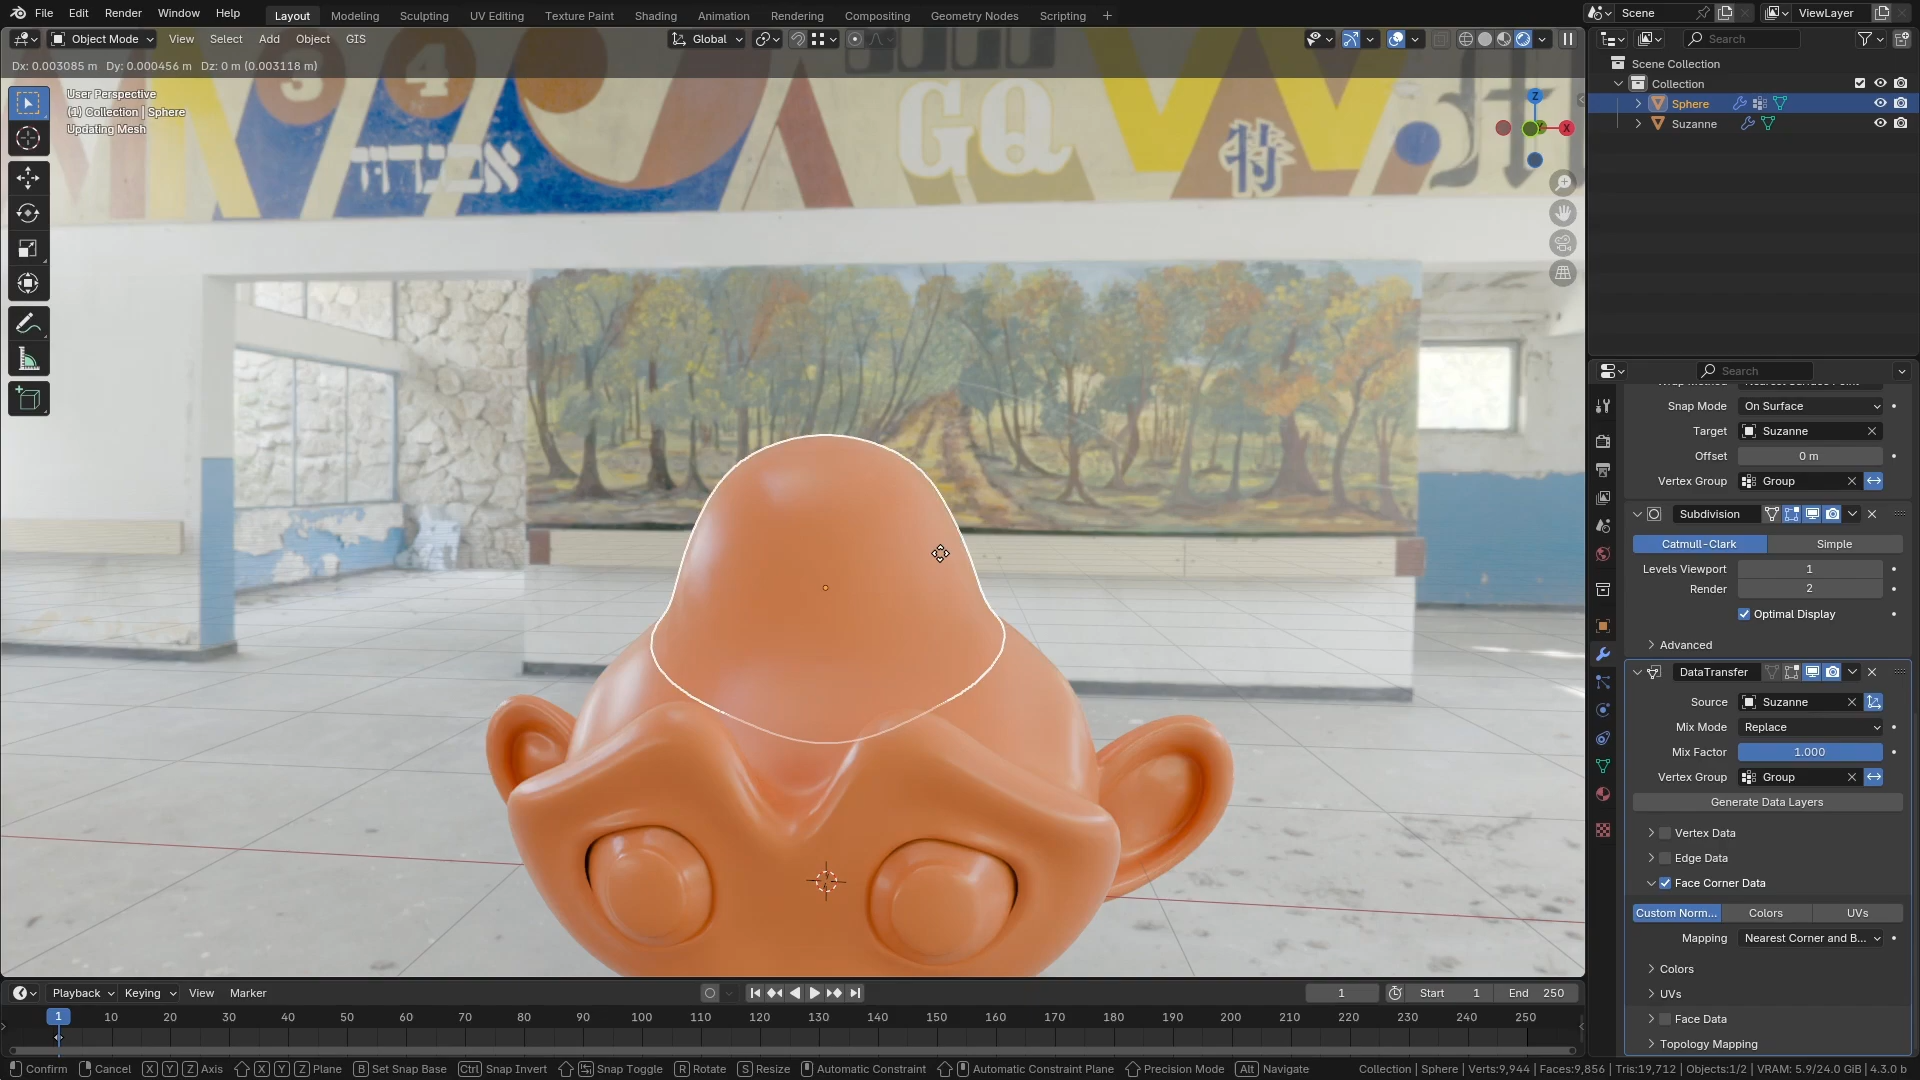 File Edit Render Window Help Layout Modeling Sculpting UV Editing Texture Paint Shading Animation Rendering Compositing Geometry Nodes Scripting + Scene ViewLayer
Object Mode View Select Add Object GIS Global Search
Dx: 0.003085 m Dy: 0.000456 m Dz: 0 m (0.003118 m)
User Perspective
(1) Collection | Sphere
Updating Mesh
3 4 GQ
אבגדה
特
Z
X
Scene Collection
Collection
Sphere
Suzanne
Search
Snap Mode On Surface
Target Suzanne
Offset 0 m
Vertex Group Group
Subdivision
Catmull-Clark Simple
Levels Viewport 1
Render 2
Optimal Display
Advanced
DataTransfer
Source Suzanne
Mix Mode Replace
Mix Factor 1.000
Vertex Group Group
Generate Data Layers
Vertex Data
Edge Data
Face Corner Data
Custom Norm... Colors UVs
Mapping Nearest Corner and B...
Colors
UVs
Face Data
Topology Mapping
Playback Keying View Marker 1 Start 1 End 250
1 10 20 30 40 50 60 70 80 90 100 110 120 130 140 150 160 170 180 190 200 210 220 230 240 250
Confirm Cancel X Y Z Axis X Y Z Plane B Set Snap Base Ctrl Snap Invert Snap Toggle R Rotate S Resize Automatic Constraint Automatic Constraint Plane Precision Mode Alt Navigate Collection | Sphere | Verts:9,944 | Faces:9,856 | Tris:19,712 | Objects:1/2 | VRAM: 5.9/24.0 GiB | 4.3.0 b